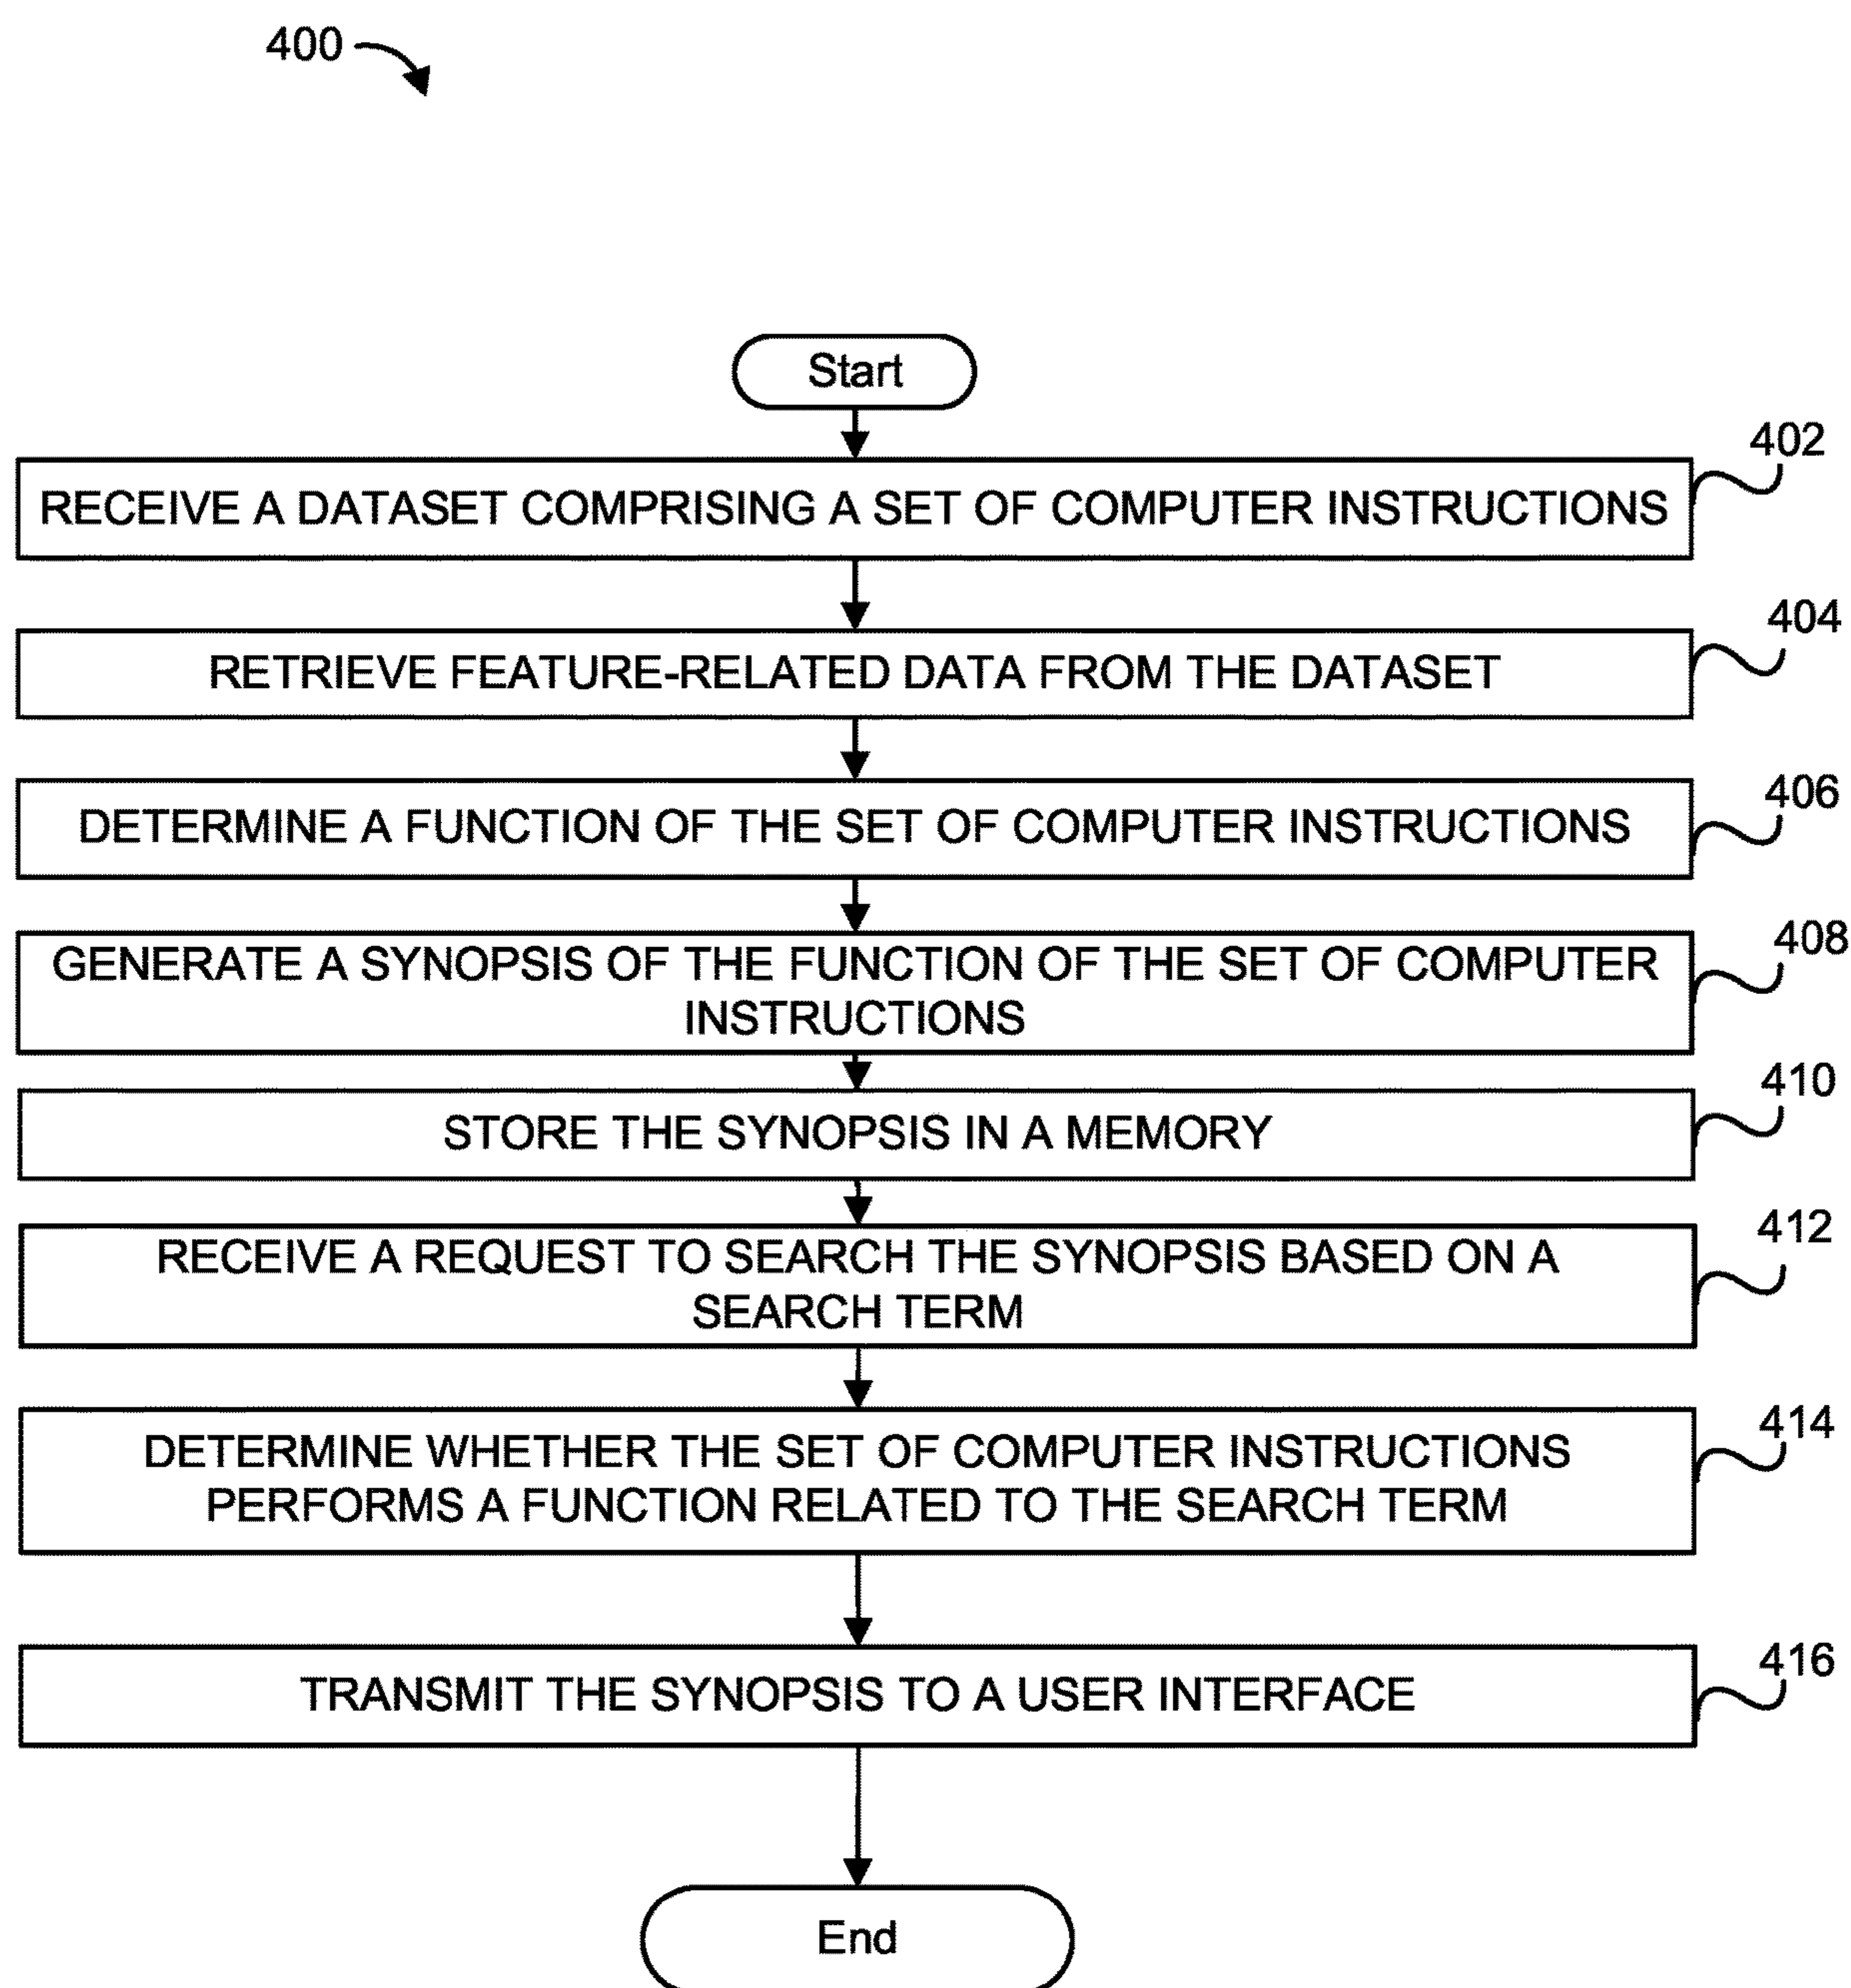 400
Start
402
RECEIVE A DATASET COMPRISING A SET OF COMPUTER INSTRUCTIONS
404
RETRIEVE FEATURE-RELATED DATA FROM THE DATASET
406
DETERMINE A FUNCTION OF THE SET OF COMPUTER INSTRUCTIONS
408
GENERATE A SYNOPSIS OF THE FUNCTION OF THE SET OF COMPUTER
INSTRUCTIONS
410
STORE THE SYNOPSIS IN A MEMORY
412
RECEIVE A REQUEST TO SEARCH THE SYNOPSIS BASED ON A
SEARCH TERM
414
DETERMINE WHETHER THE SET OF COMPUTER INSTRUCTIONS
PERFORMS A FUNCTION RELATED TO THE SEARCH TERM
416
TRANSMIT THE SYNOPSIS TO A USER INTERFACE
End